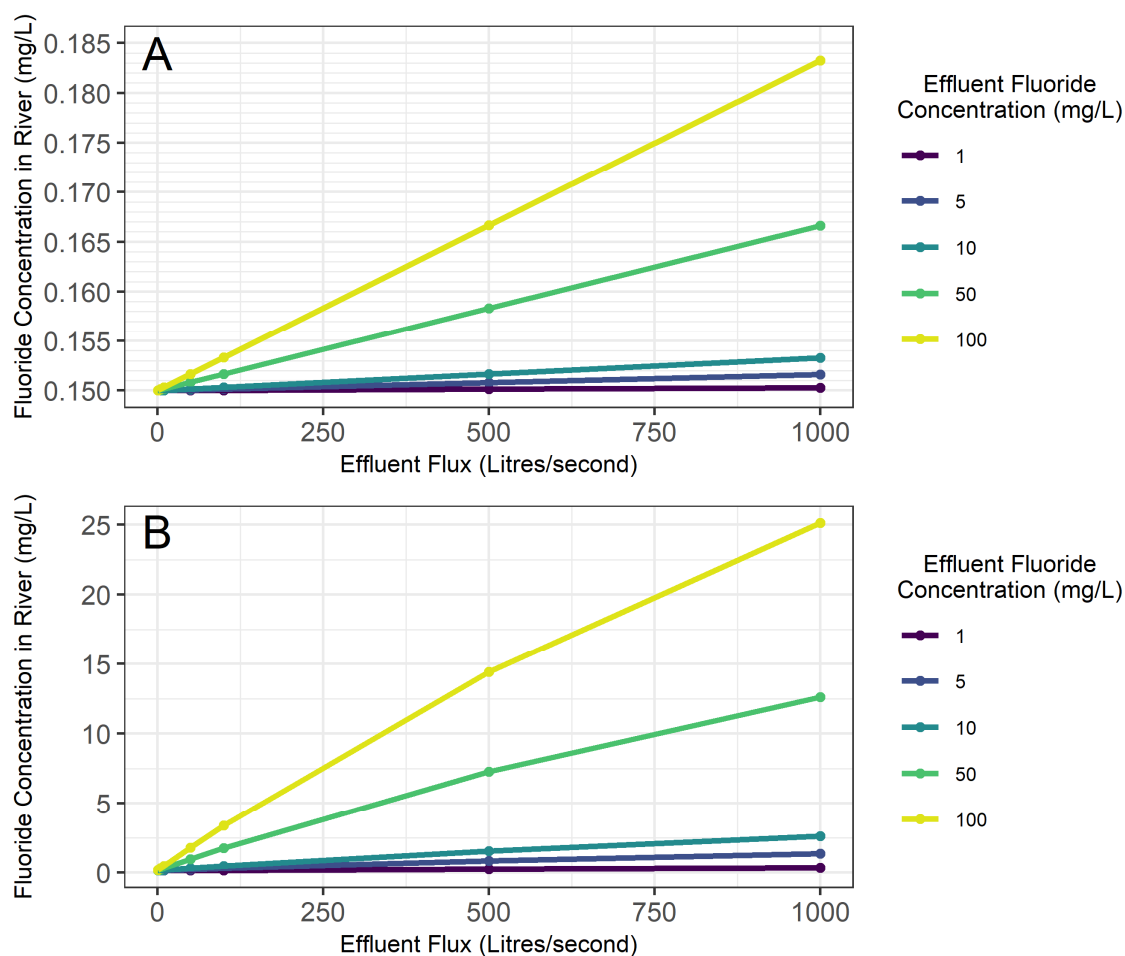 A
Fluoride Concentration in River (mg/L)
0.185
0.180
0.175
0.170
0.165
0.160
0.155
0.150
0 250 500 750 1000
Effluent Flux (Litres/second)
Effluent Fluoride
Concentration (mg/L)
1
5
10
50
100
B
Fluoride Concentration in River (mg/L)
25
20
15
10
5
0
0 250 500 750 1000
Effluent Flux (Litres/second)
Effluent Fluoride
Concentration (mg/L)
1
5
10
50
100